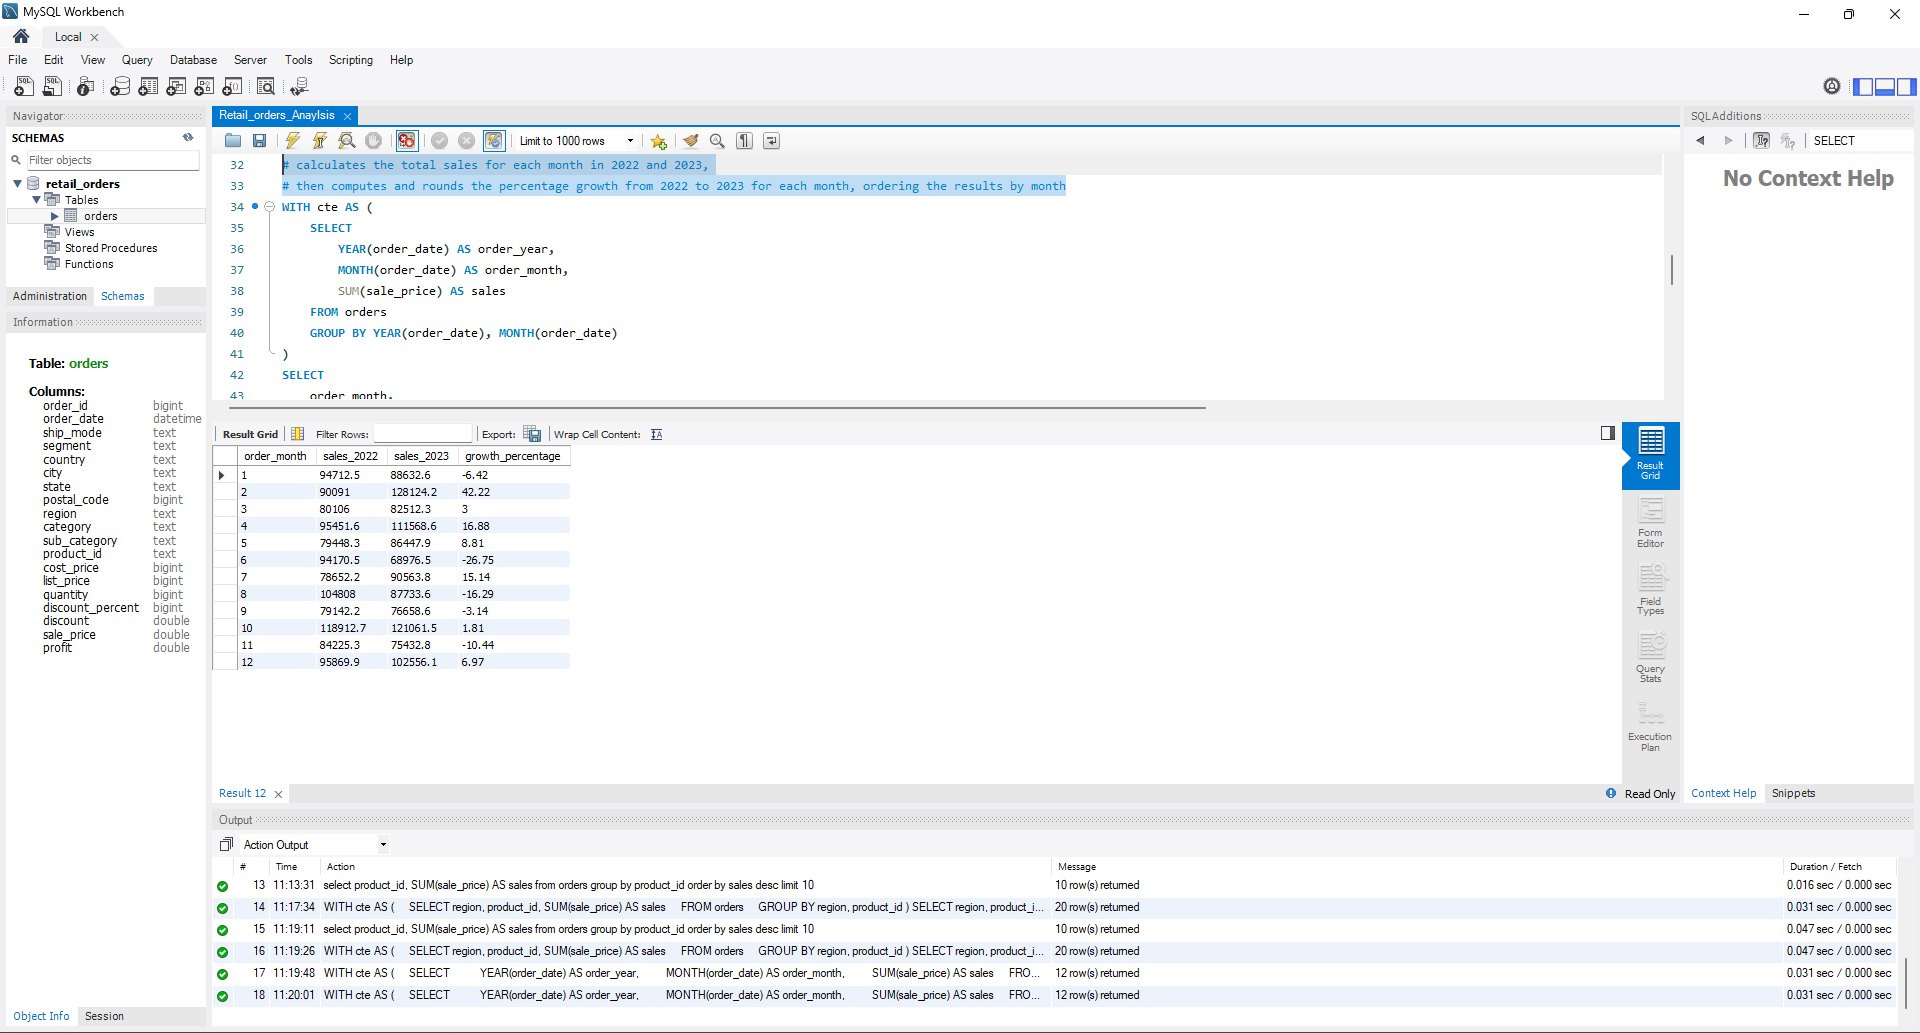 MySQL Workbench
Local
File Edit View Query Database Server Tools Scripting Help
Navigator
SCHEMAS
Filter objects
retail_orders
Tables
orders
Views
Stored Procedures
Functions
Administration Schemas
Information
Table: orders
Columns:
order_id bigint
order_date datetime
ship_mode text
segment text
country text
city text
state text
postal_code bigint
region text
category text
sub_category text
product_id text
cost_price bigint
list_price bigint
quantity bigint
discount_percent bigint
discount double
sale_price double
profit double
Object Info Session
Retail_orders_Anaylsis
Limit to 1000 rows
32 # calculates the total sales for each month in 2022 and 2023,
33 # then computes and rounds the percentage growth from 2022 to 2023 for each month, ordering the results by month
34 WITH cte AS (
35 SELECT
36 YEAR(order_date) AS order_year,
37 MONTH(order_date) AS order_month,
38 SUM(sale_price) AS sales
39 FROM orders
40 GROUP BY YEAR(order_date), MONTH(order_date)
41 )
42 SELECT
43 order_month,
Result Grid Filter Rows: Export: Wrap Cell Content:
order_month sales_2022 sales_2023 growth_percentage
1 94712.5 88632.6 -6.42
2 90091 128124.2 42.22
3 80106 82512.3 3
4 95451.6 111568.6 16.88
5 79448.3 86447.9 8.81
6 94170.5 68976.5 -26.75
7 78652.2 90563.8 15.14
8 104808 87733.6 -16.29
9 79142.2 76658.6 -3.14
10 118912.7 121061.5 1.81
11 84225.3 75432.8 -10.44
12 95869.9 102556.1 6.97
Result Grid
Form Editor
Field Types
Query Stats
Execution Plan
Result 12
Read Only
SQLAdditions
SELECT
No Context Help
Context Help Snippets
Output
Action Output
# Time Action Message Duration / Fetch
13 11:13:31 select product_id, SUM(sale_price) AS sales from orders group by product_id order by sales desc limit 10 10 row(s) returned 0.016 sec / 0.000 sec
14 11:17:34 WITH cte AS ( SELECT region, product_id, SUM(sale_price) AS sales FROM orders GROUP BY region, product_id ) SELECT region, product_i... 20 row(s) returned 0.031 sec / 0.000 sec
15 11:19:11 select product_id, SUM(sale_price) AS sales from orders group by product_id order by sales desc limit 10 10 row(s) returned 0.047 sec / 0.000 sec
16 11:19:26 WITH cte AS ( SELECT region, product_id, SUM(sale_price) AS sales FROM orders GROUP BY region, product_id ) SELECT region, product_i... 20 row(s) returned 0.047 sec / 0.000 sec
17 11:19:48 WITH cte AS ( SELECT YEAR(order_date) AS order_year, MONTH(order_date) AS order_month, SUM(sale_price) AS sales FRO... 12 row(s) returned 0.031 sec / 0.000 sec
18 11:20:01 WITH cte AS ( SELECT YEAR(order_date) AS order_year, MONTH(order_date) AS order_month, SUM(sale_price) AS sales FRO... 12 row(s) returned 0.031 sec / 0.000 sec